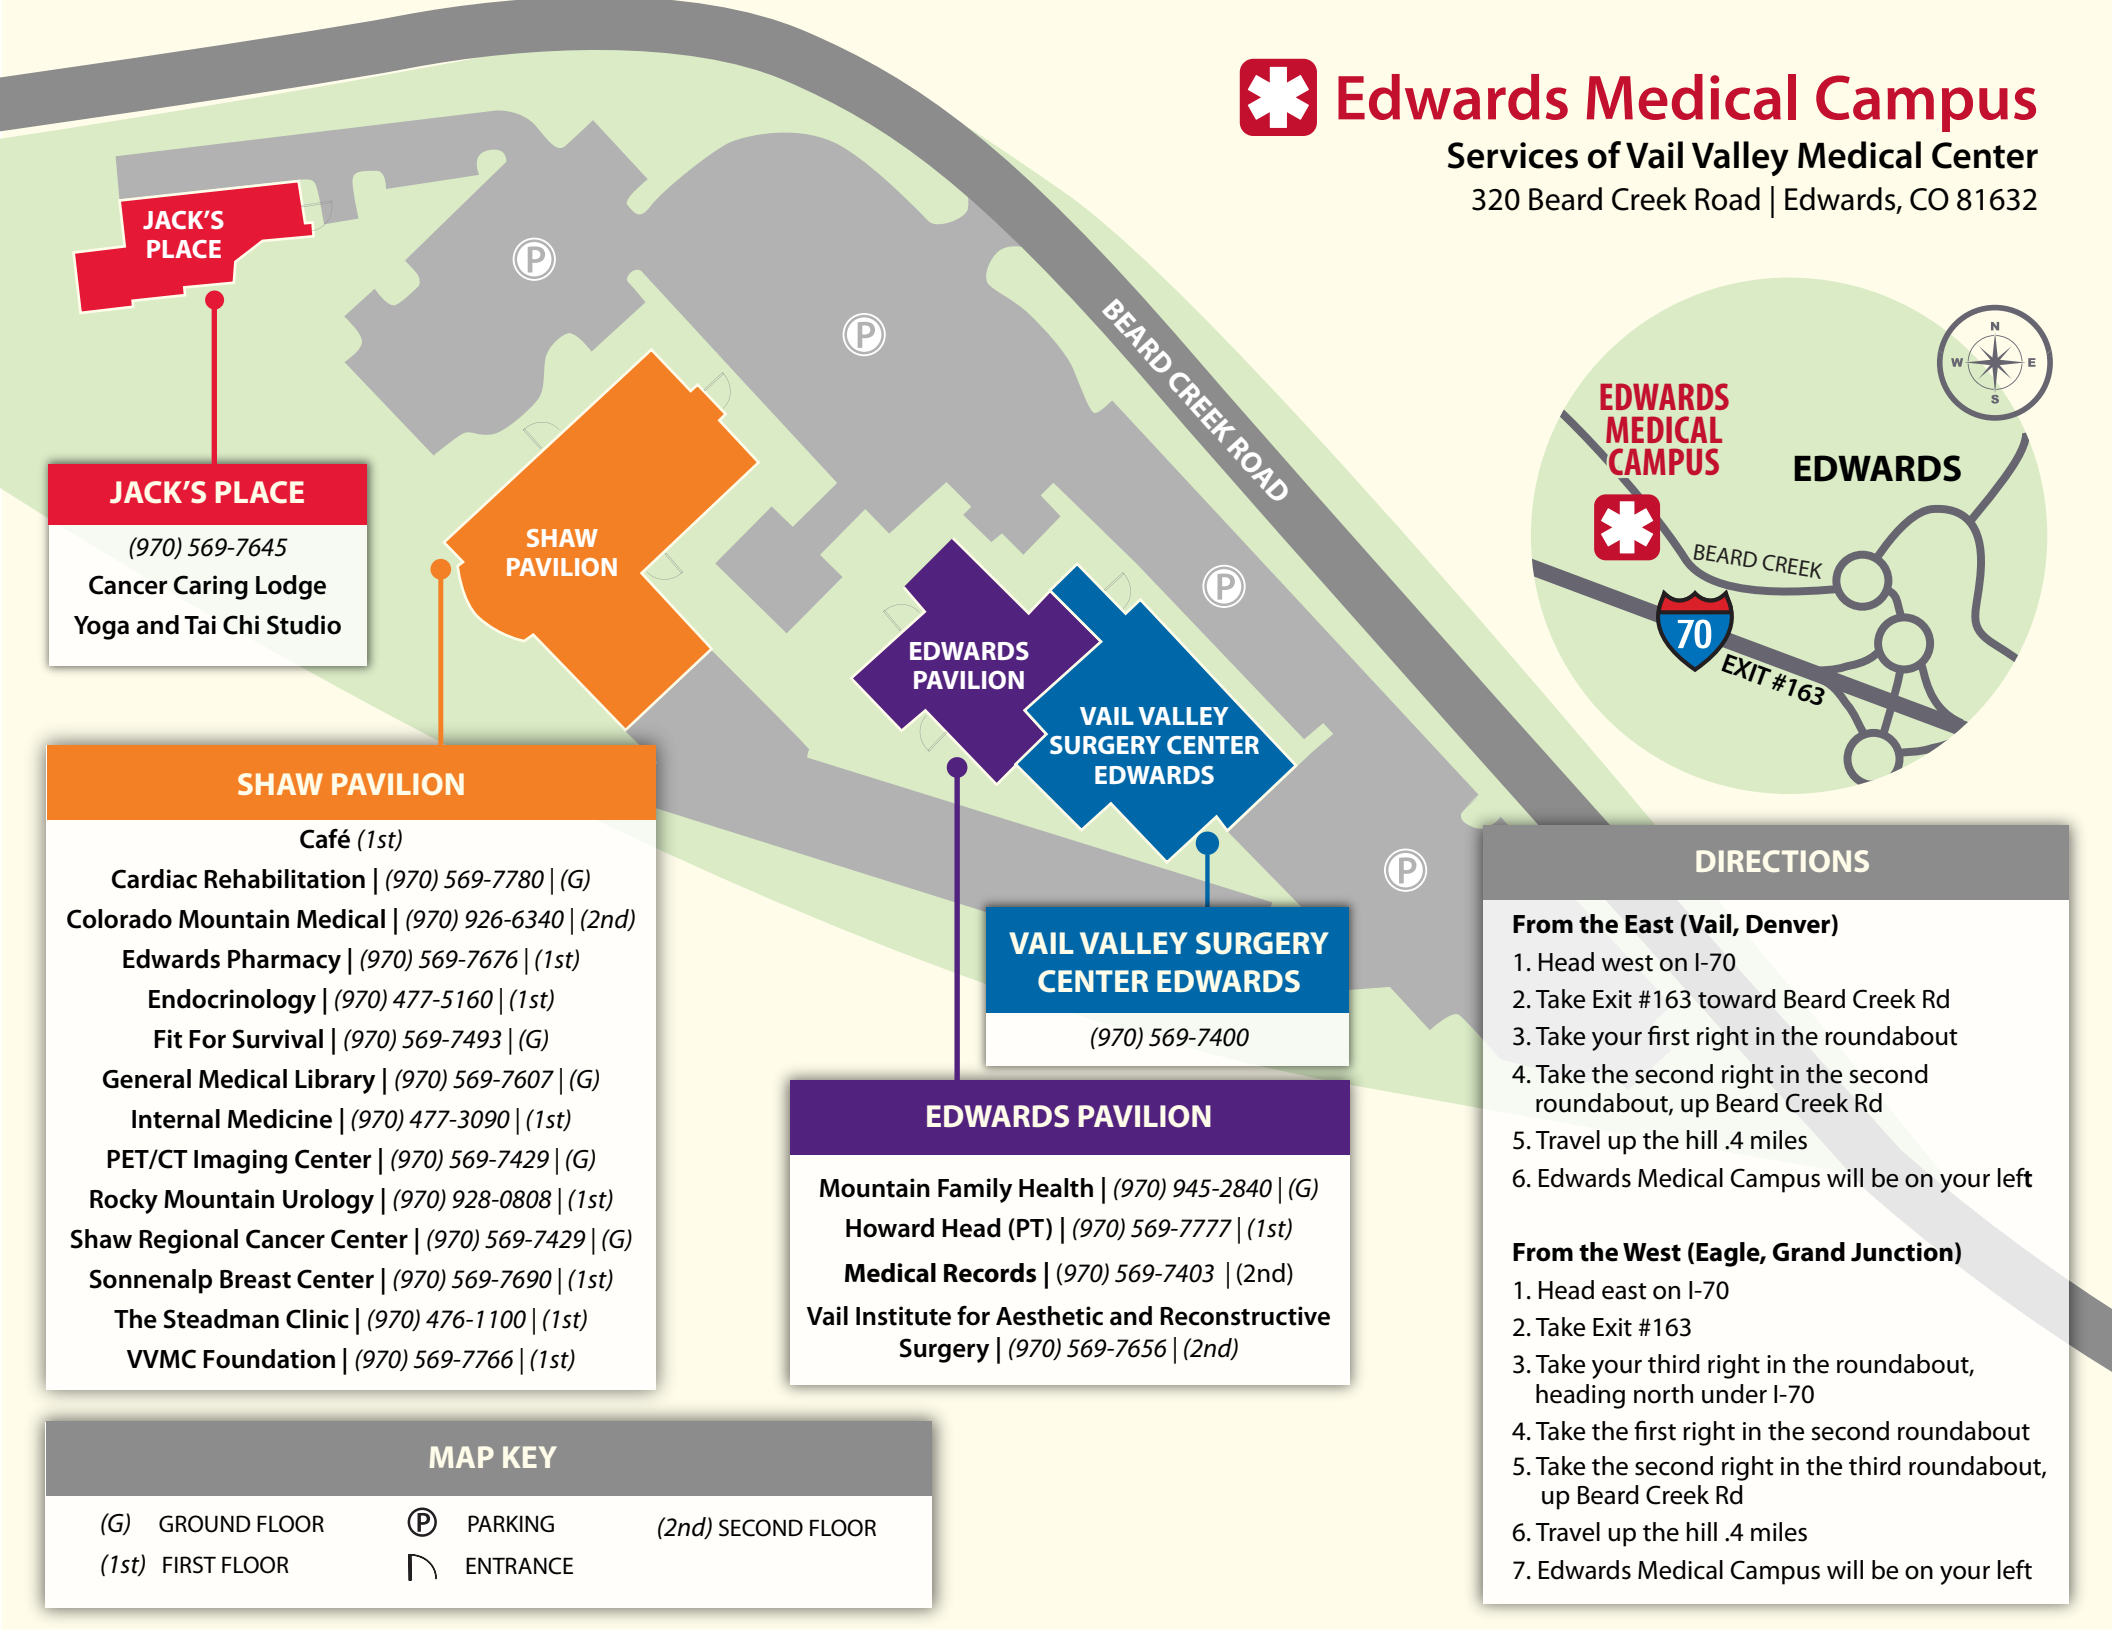 Edwards Medical Campus
Services of Vail Valley Medical Center
320 Beard Creek Road | Edwards, CO 81632
JACK'S
PLACE
P
P
P
P
BEARD CREEK ROAD
SHAW
PAVILION
EDWARDS
PAVILION
VAIL VALLEY
SURGERY CENTER
EDWARDS
N
W
E
S
EDWARDS
MEDICAL
CAMPUS
EDWARDS
BEARD CREEK
70
EXIT #163
JACK'S PLACE
(970) 569-7645
Cancer Caring Lodge
Yoga and Tai Chi Studio
SHAW PAVILION
Café (1st)
Cardiac Rehabilitation | (970) 569-7780 | (G)
Colorado Mountain Medical | (970) 926-6340 | (2nd)
Edwards Pharmacy | (970) 569-7676 | (1st)
Endocrinology | (970) 477-5160 | (1st)
Fit For Survival | (970) 569-7493 | (G)
General Medical Library | (970) 569-7607 | (G)
Internal Medicine | (970) 477-3090 | (1st)
PET/CT Imaging Center | (970) 569-7429 | (G)
Rocky Mountain Urology | (970) 928-0808 | (1st)
Shaw Regional Cancer Center | (970) 569-7429 | (G)
Sonnenalp Breast Center | (970) 569-7690 | (1st)
The Steadman Clinic | (970) 476-1100 | (1st)
VVMC Foundation | (970) 569-7766 | (1st)
VAIL VALLEY SURGERY
CENTER EDWARDS
(970) 569-7400
EDWARDS PAVILION
Mountain Family Health | (970) 945-2840 | (G)
Howard Head (PT) | (970) 569-7777 | (1st)
Medical Records | (970) 569-7403 | (2nd)
Vail Institute for Aesthetic and Reconstructive
Surgery | (970) 569-7656 | (2nd)
DIRECTIONS
From the East (Vail, Denver)
1. Head west on I-70
2. Take Exit #163 toward Beard Creek Rd
3. Take your first right in the roundabout
4. Take the second right in the second
roundabout, up Beard Creek Rd
5. Travel up the hill .4 miles
6. Edwards Medical Campus will be on your left
From the West (Eagle, Grand Junction)
1. Head east on I-70
2. Take Exit #163
3. Take your third right in the roundabout,
heading north under I-70
4. Take the first right in the second roundabout
5. Take the second right in the third roundabout,
up Beard Creek Rd
6. Travel up the hill .4 miles
7. Edwards Medical Campus will be on your left
MAP KEY
(G) GROUND FLOOR
P PARKING
(2nd) SECOND FLOOR
(1st) FIRST FLOOR
ENTRANCE